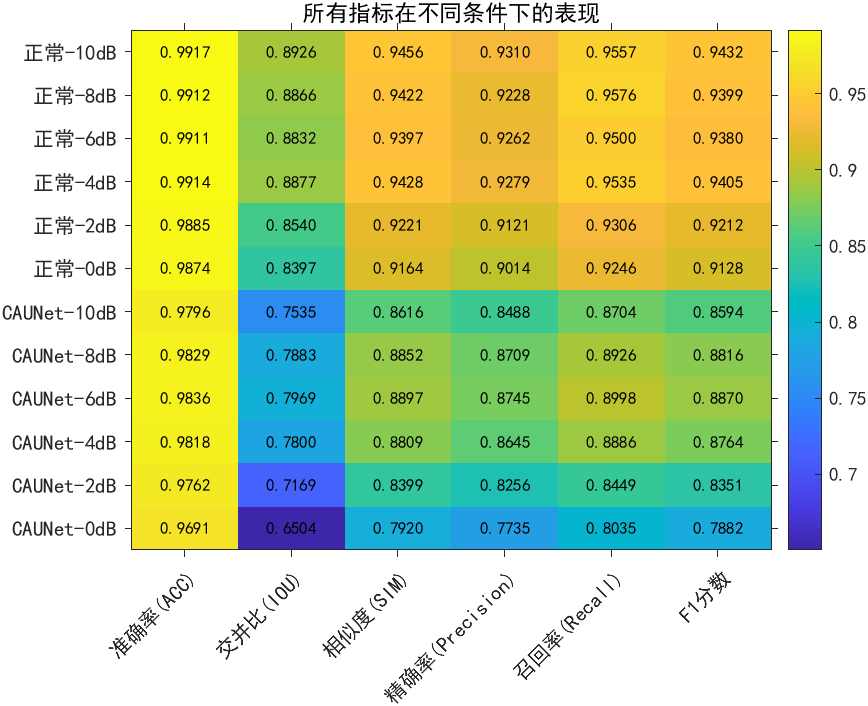 所有指标在不同条件下的表现
正常-10dB 0.9917 0.8926 0.9456 0.9310 0.9557 0.9432
正常-8dB 0.9912 0.8866 0.9422 0.9228 0.9576 0.9399
正常-6dB 0.9911 0.8832 0.9397 0.9262 0.9500 0.9380
正常-4dB 0.9914 0.8877 0.9428 0.9279 0.9535 0.9405
正常-2dB 0.9885 0.8540 0.9221 0.9121 0.9306 0.9212
正常-0dB 0.9874 0.8397 0.9164 0.9014 0.9246 0.9128
CAUNet-10dB 0.9796 0.7535 0.8616 0.8488 0.8704 0.8594
CAUNet-8dB 0.9829 0.7883 0.8852 0.8709 0.8926 0.8816
CAUNet-6dB 0.9836 0.7969 0.8897 0.8745 0.8998 0.8870
CAUNet-4dB 0.9818 0.7800 0.8809 0.8645 0.8886 0.8764
CAUNet-2dB 0.9762 0.7169 0.8399 0.8256 0.8449 0.8351
CAUNet-0dB 0.9691 0.6504 0.7920 0.7735 0.8035 0.7882
准确率(ACC)
交并比(IOU)
相似度(SIM)
精确率(Precision)
召回率(Recall)
F1分数
0.95
0.9
0.85
0.8
0.75
0.7